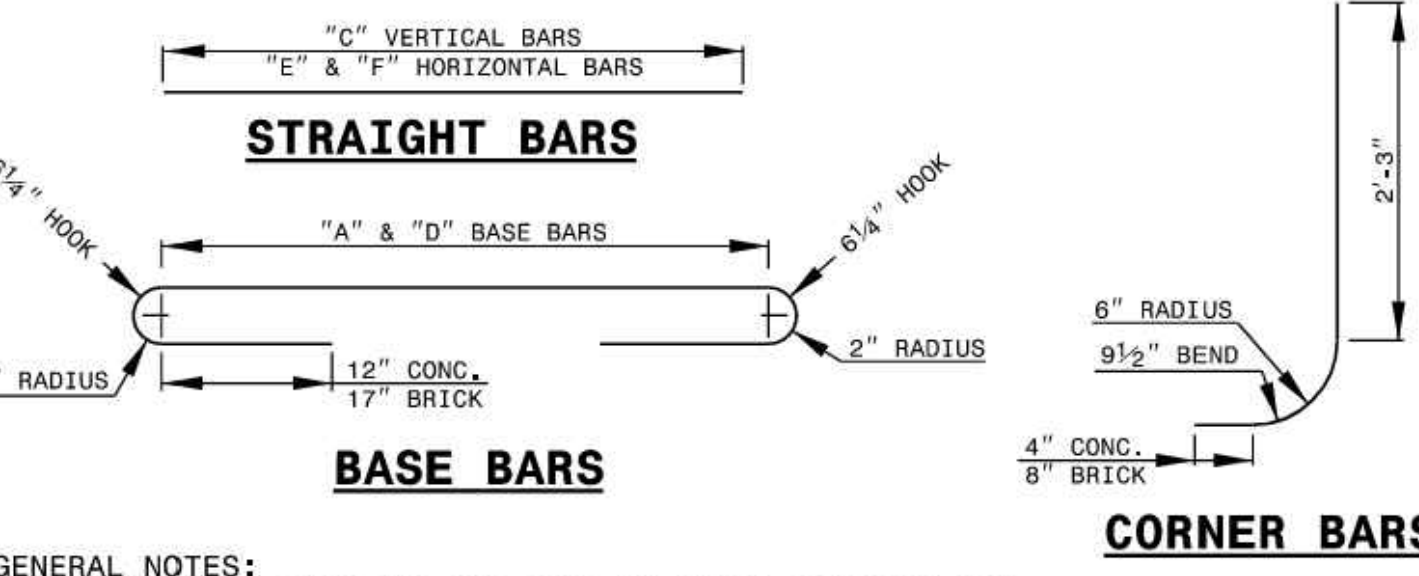 "C" VERTICAL BARS
"E" & "F" HORIZONTAL BARS
STRAIGHT BARS
HOOK
"A" & "D" BASE BARS
6¼" HOOK
RADIUS
12" CONC.
17" BRICK
2" RADIUS
BASE BARS
2'-3"
6" RADIUS
9½" BEND
4" CONC.
8" BRICK
CORNER BARS
GENERAL NOTES: